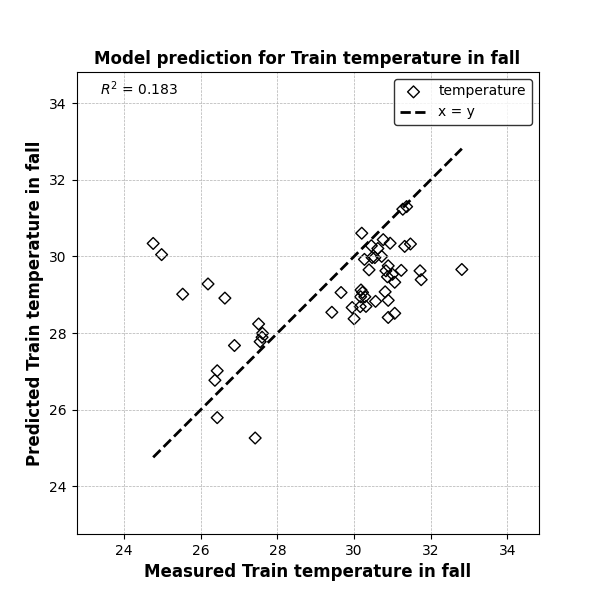 Model prediction for Train temperature in fall
R² = 0.183
temperature
x = y
34
32
30
28
26
24
Predicted Train temperature in fall
24 26 28 30 32 34
Measured Train temperature in fall